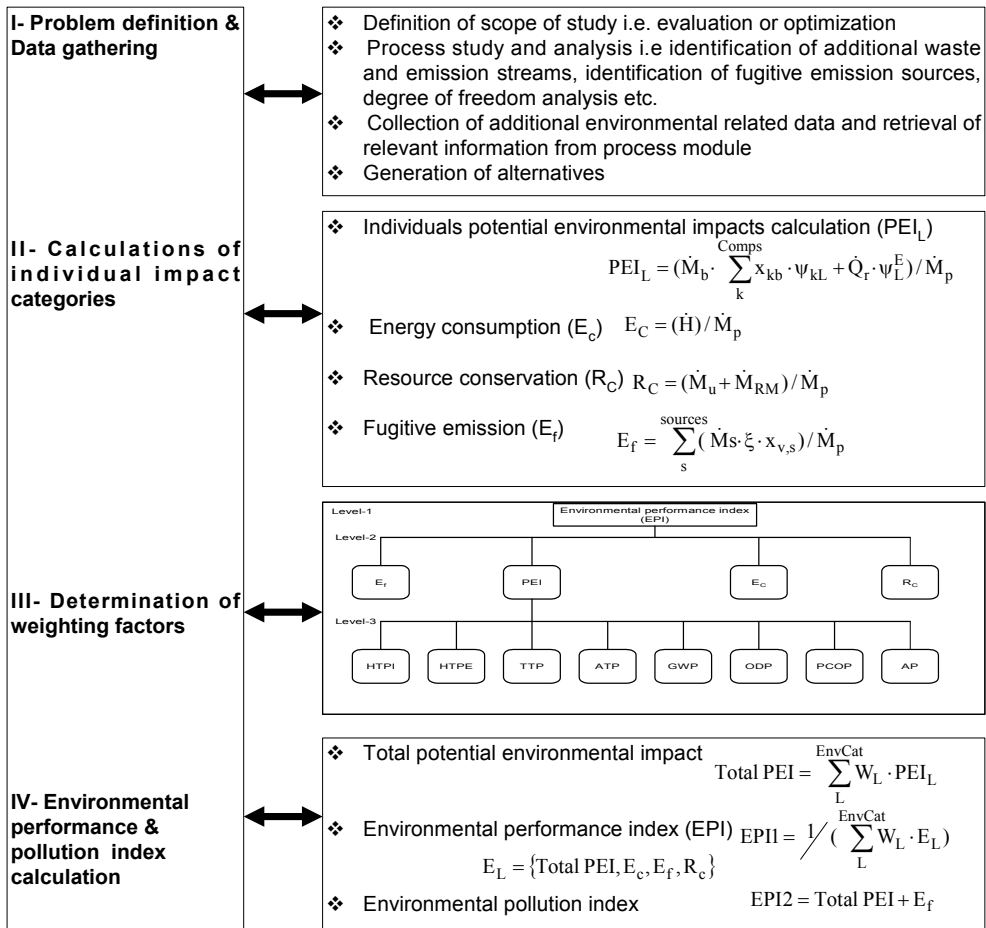 I- Problem definition &
Data gathering
❖ Definition of scope of study i.e. evaluation or optimization
❖ Process study and analysis i.e identification of additional waste
and emission streams, identification of fugitive emission sources,
degree of freedom analysis etc.
❖ Collection of additional environmental related data and retrieval of
relevant information from process module
❖ Generation of alternatives
II- Calculations of
individual impact
categories
❖ Individuals potential environmental impacts calculation (PEI_L)
PEI_L = (Ṁ_b · ∑_k^Comps x_kb · ψ_kL + Q̇_r · ψ_L^E) / Ṁ_p
❖ Energy consumption (E_c) E_C = (Ḣ) / Ṁ_p
❖ Resource conservation (R_C) R_C = (Ṁ_u + Ṁ_RM) / Ṁ_p
❖ Fugitive emission (E_f) E_f = ∑_s^sources (Ṁs · ξ · x_v,s) / Ṁ_p
III- Determination of
weighting factors
Level-1
Environmental performance index
(EPI)
Level-2
E_f PEI E_C R_C
Level-3
HTPI HTPE TTP ATP GWP ODP PCOP AP
IV- Environmental
performance &
pollution index
calculation
❖ Total potential environmental impact Total PEI = ∑_L^EnvCat W_L · PEI_L
❖ Environmental performance index (EPI) EPI1 = 1 / (∑_L^EnvCat W_L · E_L)
E_L = {Total PEI, E_c, E_f, R_c}
❖ Environmental pollution index EPI2 = Total PEI + E_f